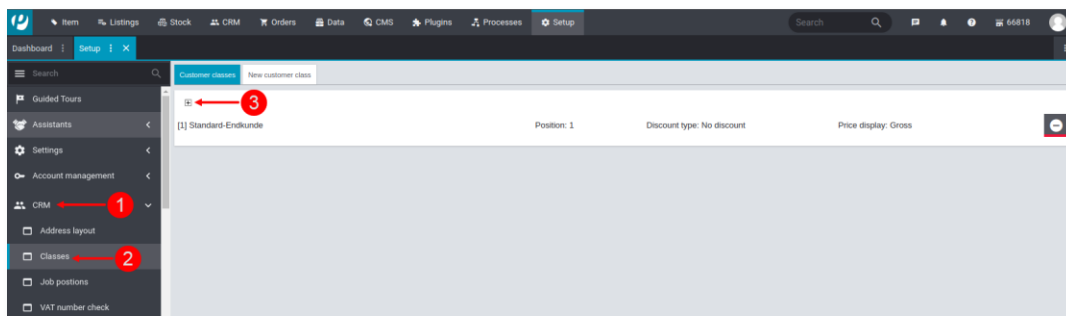 Item Listings Stock CRM Orders Data CMS Plugins Processes Setup Search 66818
Dashboard Setup
Search
Customer classes New customer class
Guided Tours
3
Assistants
[1] Standard-Endkunde Position: 1 Discount type: No discount Price display: Gross
Settings
Account management
CRM 1
Address layout
Classes 2
Job postions
VAT number check